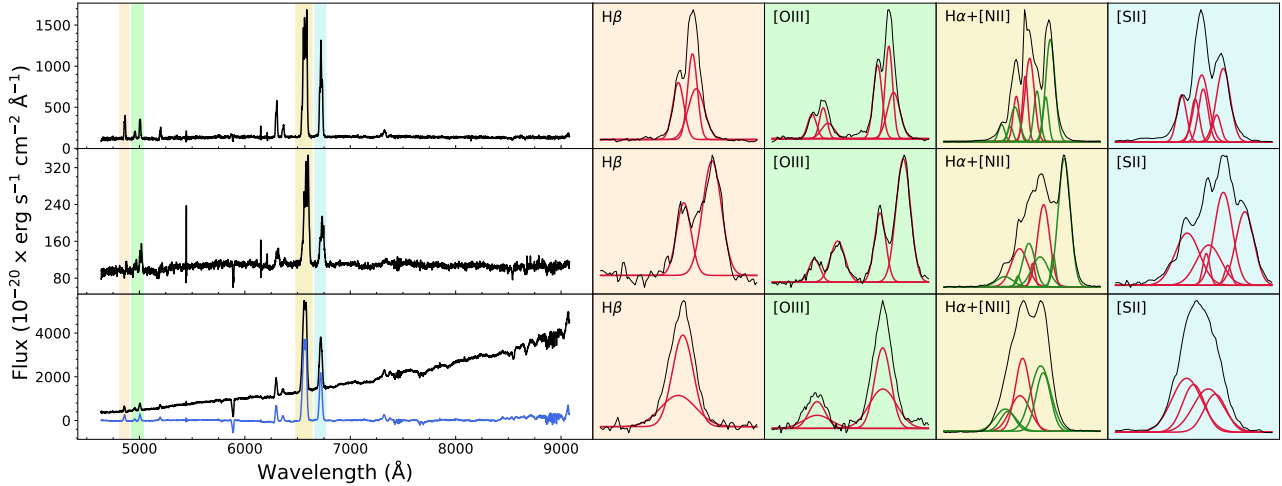 Flux (10⁻²⁰ × erg s⁻¹ cm⁻² Å⁻¹)
1500
1000
500
0
Hβ
[OIII]
Hα+[NII]
[SII]
320
240
160
80
Hβ
[OIII]
Hα+[NII]
[SII]
4000
2000
0
Hβ
[OIII]
Hα+[NII]
[SII]
5000 6000 7000 8000 9000
Wavelength (Å)